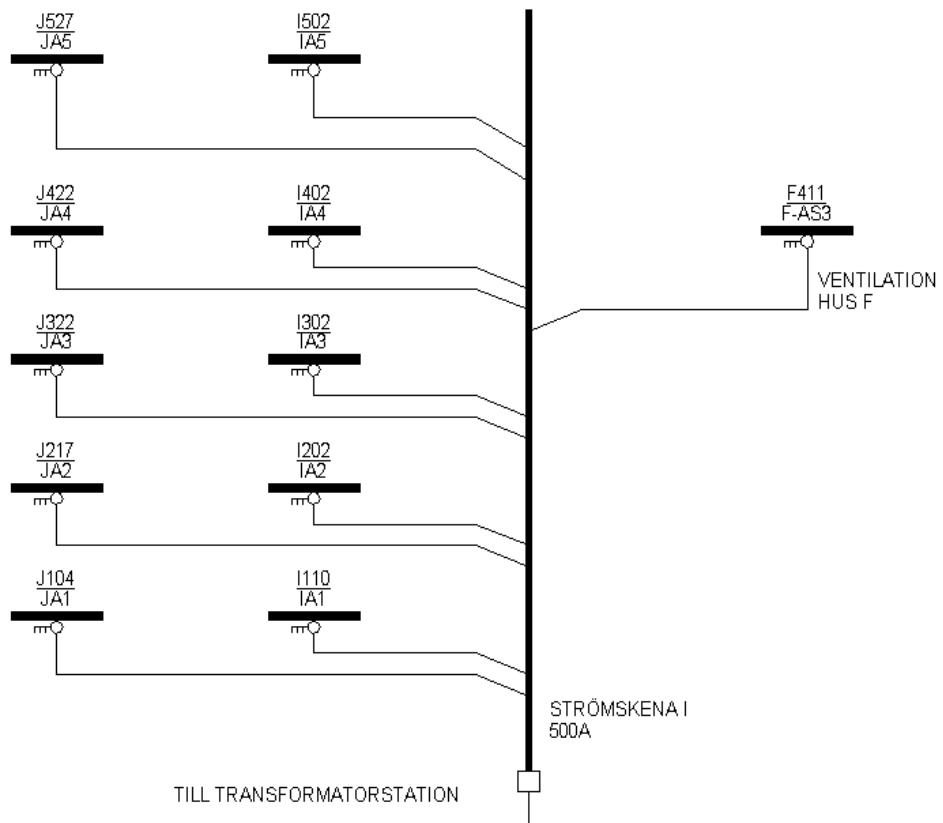 J527
JA5
I502
IA5
J422
JA4
I402
IA4
F411
F-AS3
VENTILATION
HUS F
J322
JA3
I302
IA3
J217
JA2
I202
IA2
J104
JA1
I110
IA1
STRÖMSKENA I
500A
TILL TRANSFORMATORSTATION